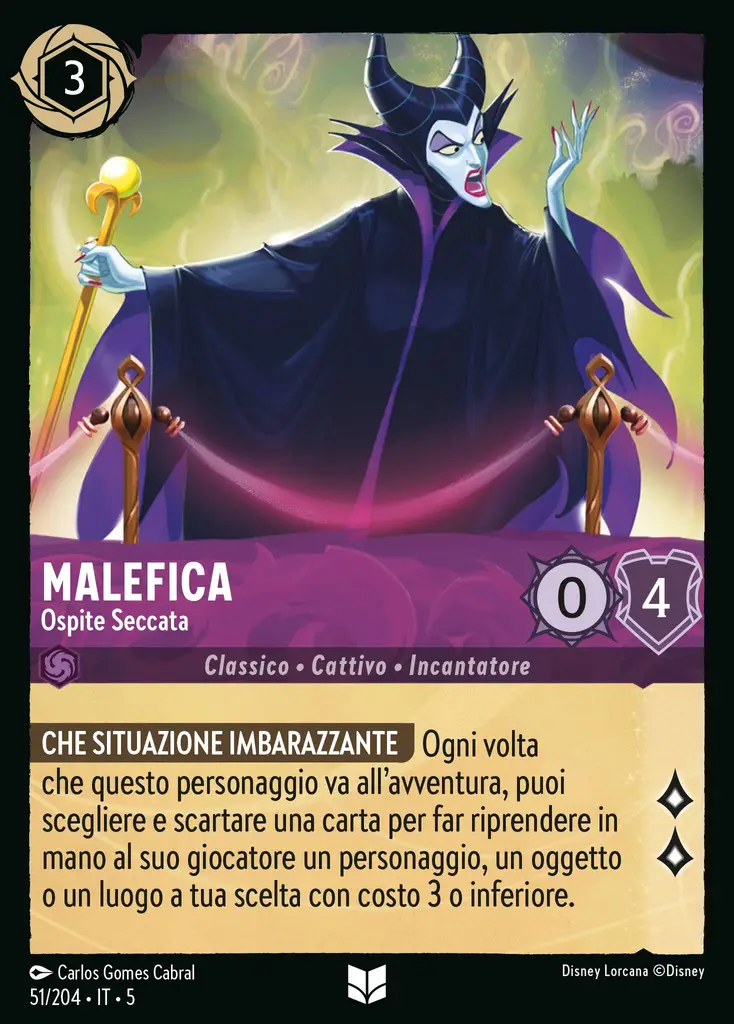 3
MALEFICA
Ospite Seccata
0
4
Classico • Cattivo • Incantatore
CHE SITUAZIONE IMBARAZZANTE Ogni volta
che questo personaggio va all'avventura, puoi
scegliere e scartare una carta per far riprendere in
mano al suo giocatore un personaggio, un oggetto
o un luogo a tua scelta con costo 3 o inferiore.
Carlos Gomes Cabral
Disney Lorcana ©Disney
51/204 • IT • 5